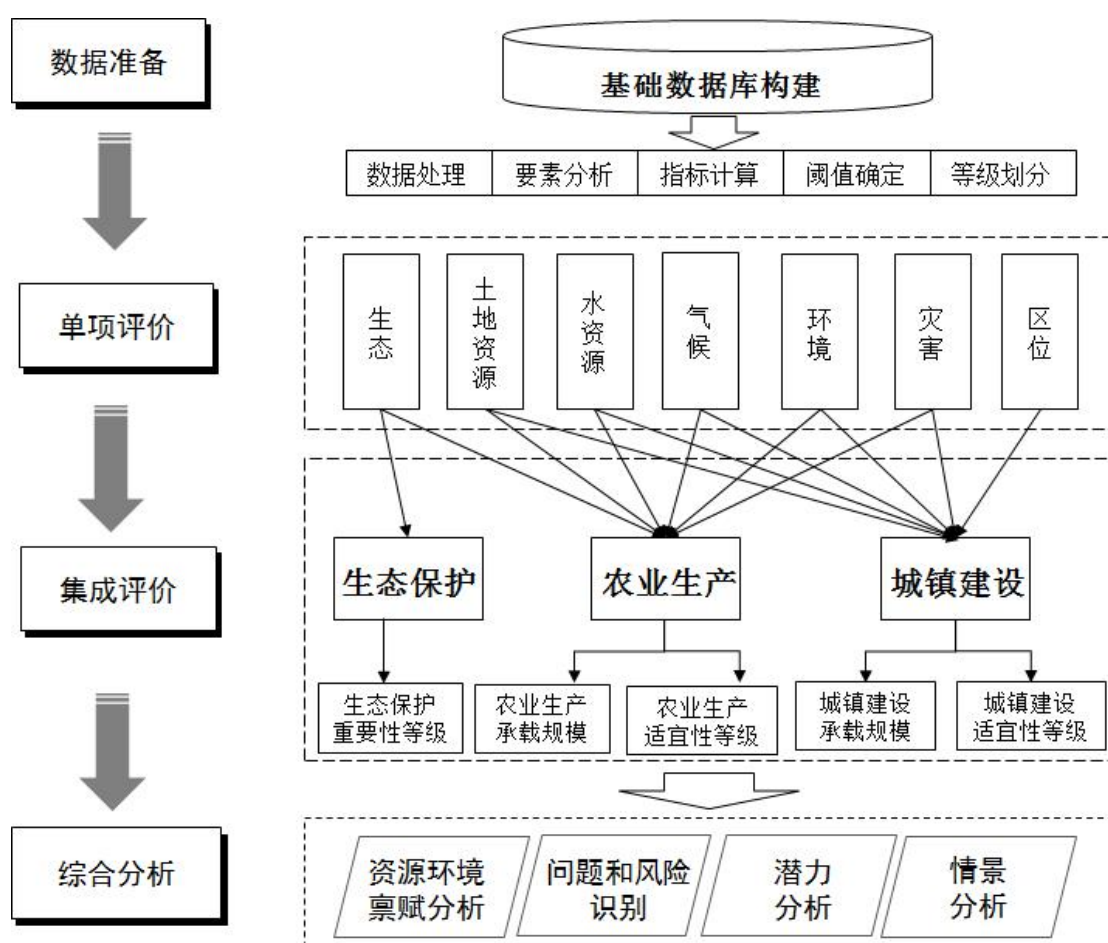 数据准备
基础数据库构建
数据处理 要素分析 指标计算 阈值确定 等级划分
单项评价
生态
土地资源
水资源
气候
环境
灾害
区位
集成评价
生态保护
农业生产
城镇建设
生态保护
重要性等级
农业生产
承载规模
农业生产
适宜性等级
城镇建设
承载规模
城镇建设
适宜性等级
综合分析
资源环境
禀赋分析
问题和风险
识别
潜力
分析
情景
分析